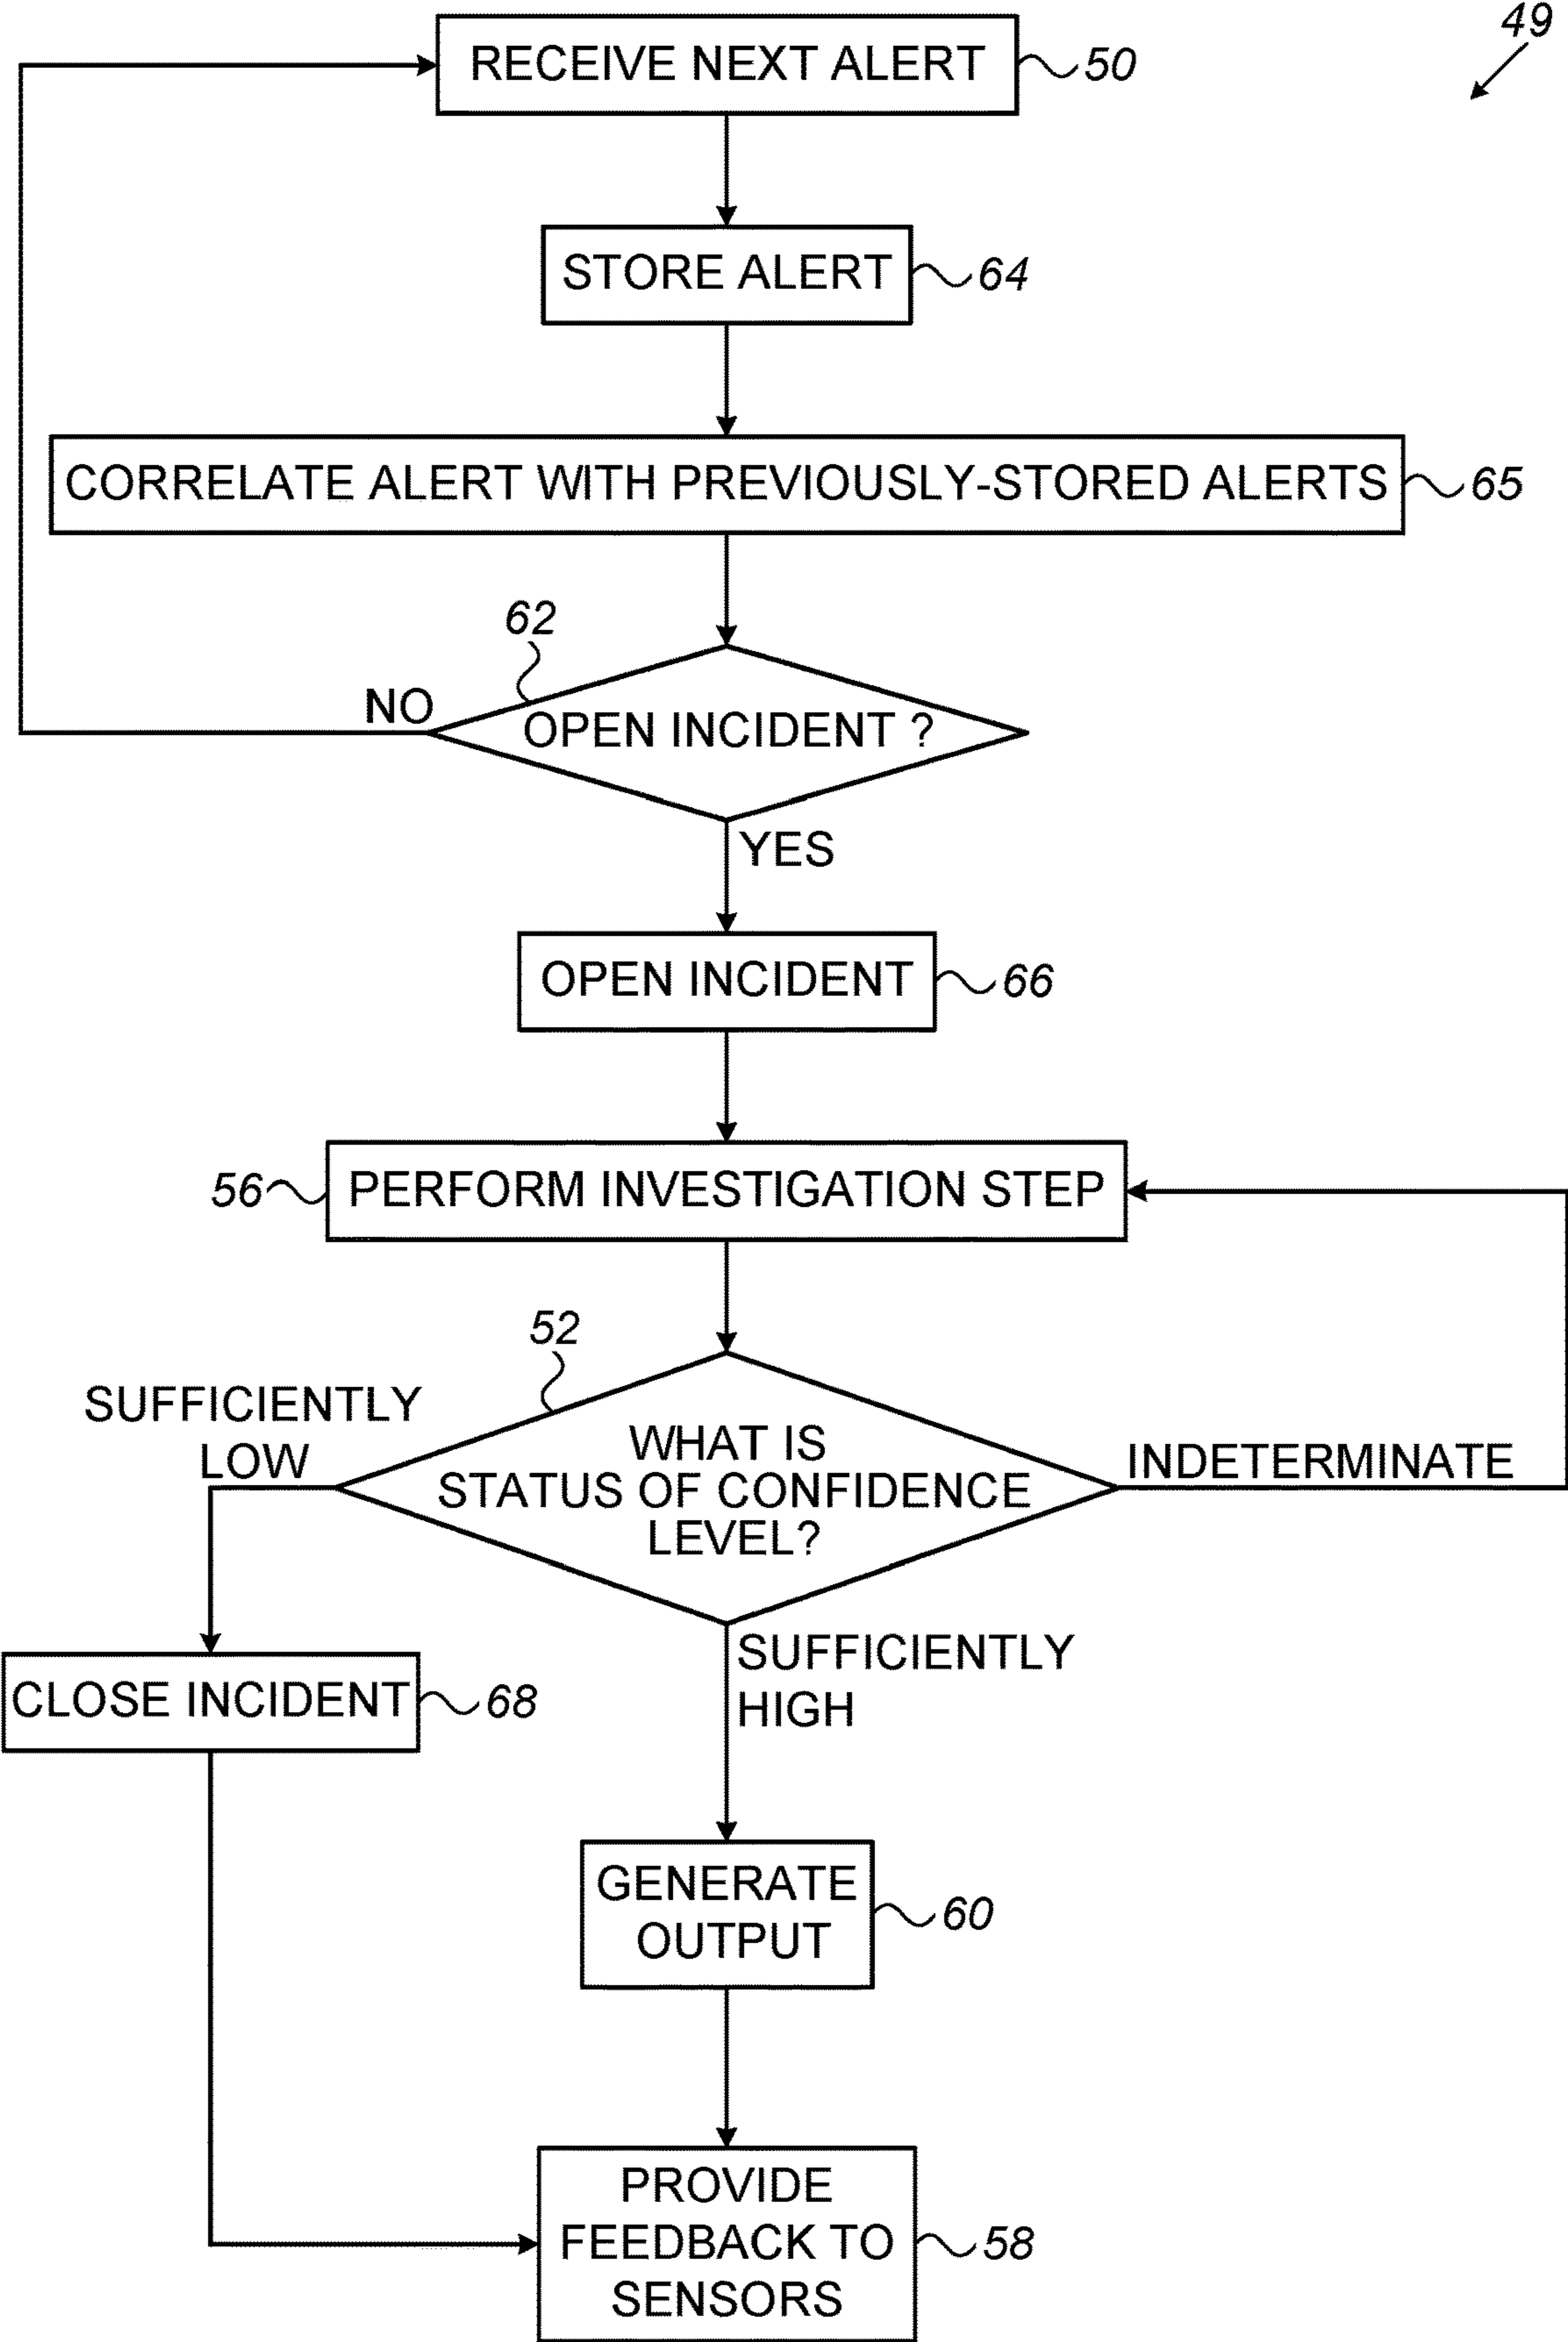 49
RECEIVE NEXT ALERT
50
STORE ALERT
64
CORRELATE ALERT WITH PREVIOUSLY-STORED ALERTS
65
62
NO
OPEN INCIDENT ?
YES
OPEN INCIDENT
66
56
PERFORM INVESTIGATION STEP
52
SUFFICIENTLY
LOW
WHAT IS
STATUS OF CONFIDENCE
LEVEL?
INDETERMINATE
SUFFICIENTLY
HIGH
CLOSE INCIDENT
68
GENERATE
OUTPUT
60
PROVIDE
FEEDBACK TO
SENSORS
58